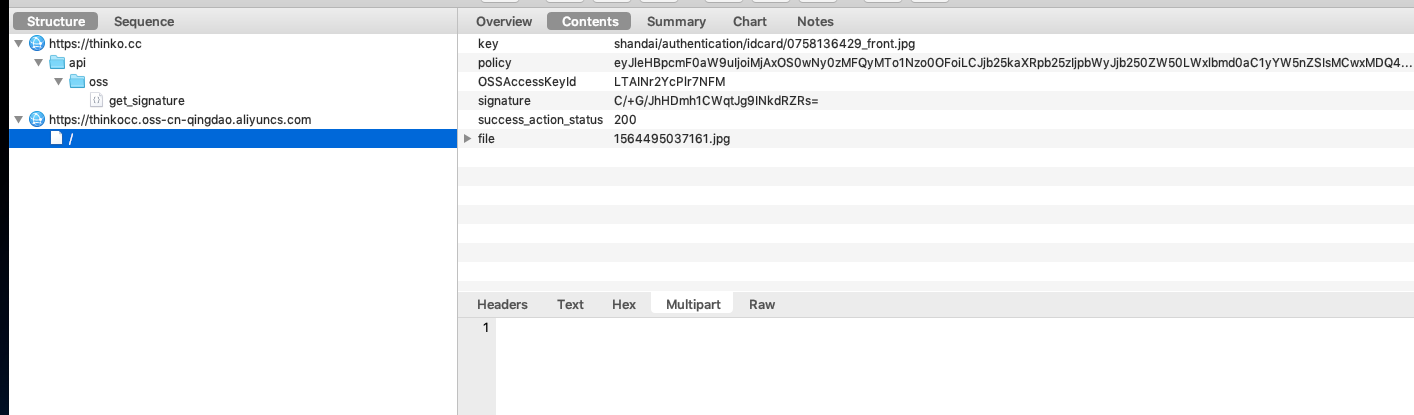 Structure Sequence
https://thinko.cc
api
oss
get_signature
https://thinkocc.oss-cn-qingdao.aliyuncs.com
/
Overview Contents Summary Chart Notes
key shandai/authentication/idcard/0758136429_front.jpg
policy eyJleHBpcmF0aW9uIjoiMjAxOS0wNy0zMFQyMTo1Nzo0OFoiLCJjb25kaXRpb25zIjpbWyJjb250ZW50LWxlbmd0aC1yYW5nZSIsMCwxMDQ4...
OSSAccessKeyId LTAINr2YcPIr7NFM
signature C/+G/JhHDmh1CWqtJg9INkdRZRs=
success_action_status 200
file 1564495037161.jpg
Headers Text Hex Multipart Raw
1